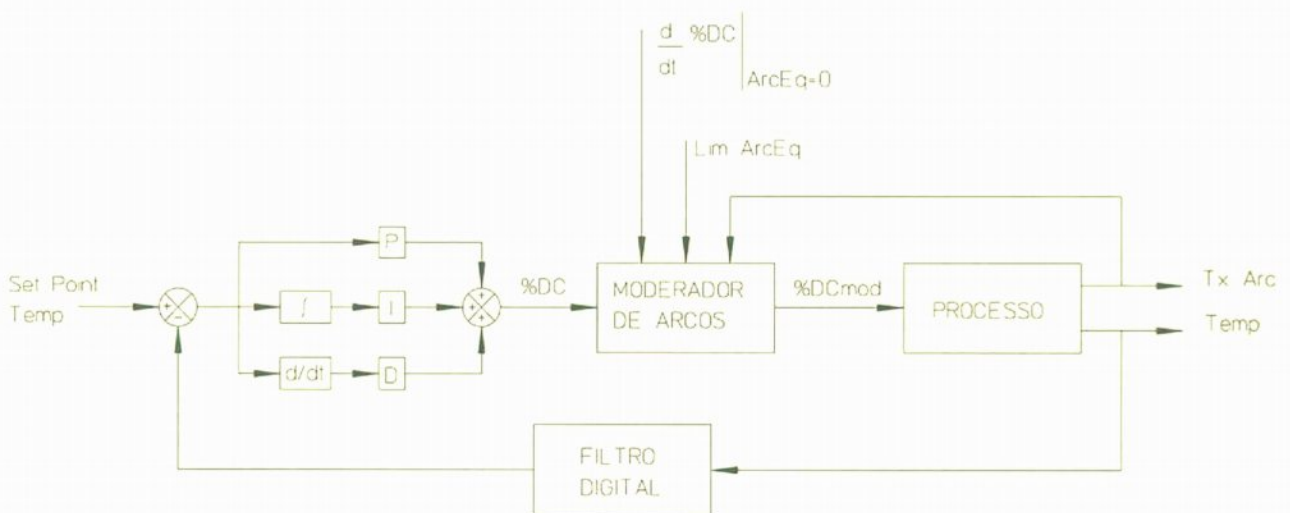 d
dt
%DC
ArcEq=0
Lim ArcEq
Set Point
Temp
+
-
P
∫
I
d/dt
D
+
+
+
%DC
MODERADOR
DE ARCOS
%DCmod
PROCESSO
Tx Arc
Temp
FILTRO
DIGITAL